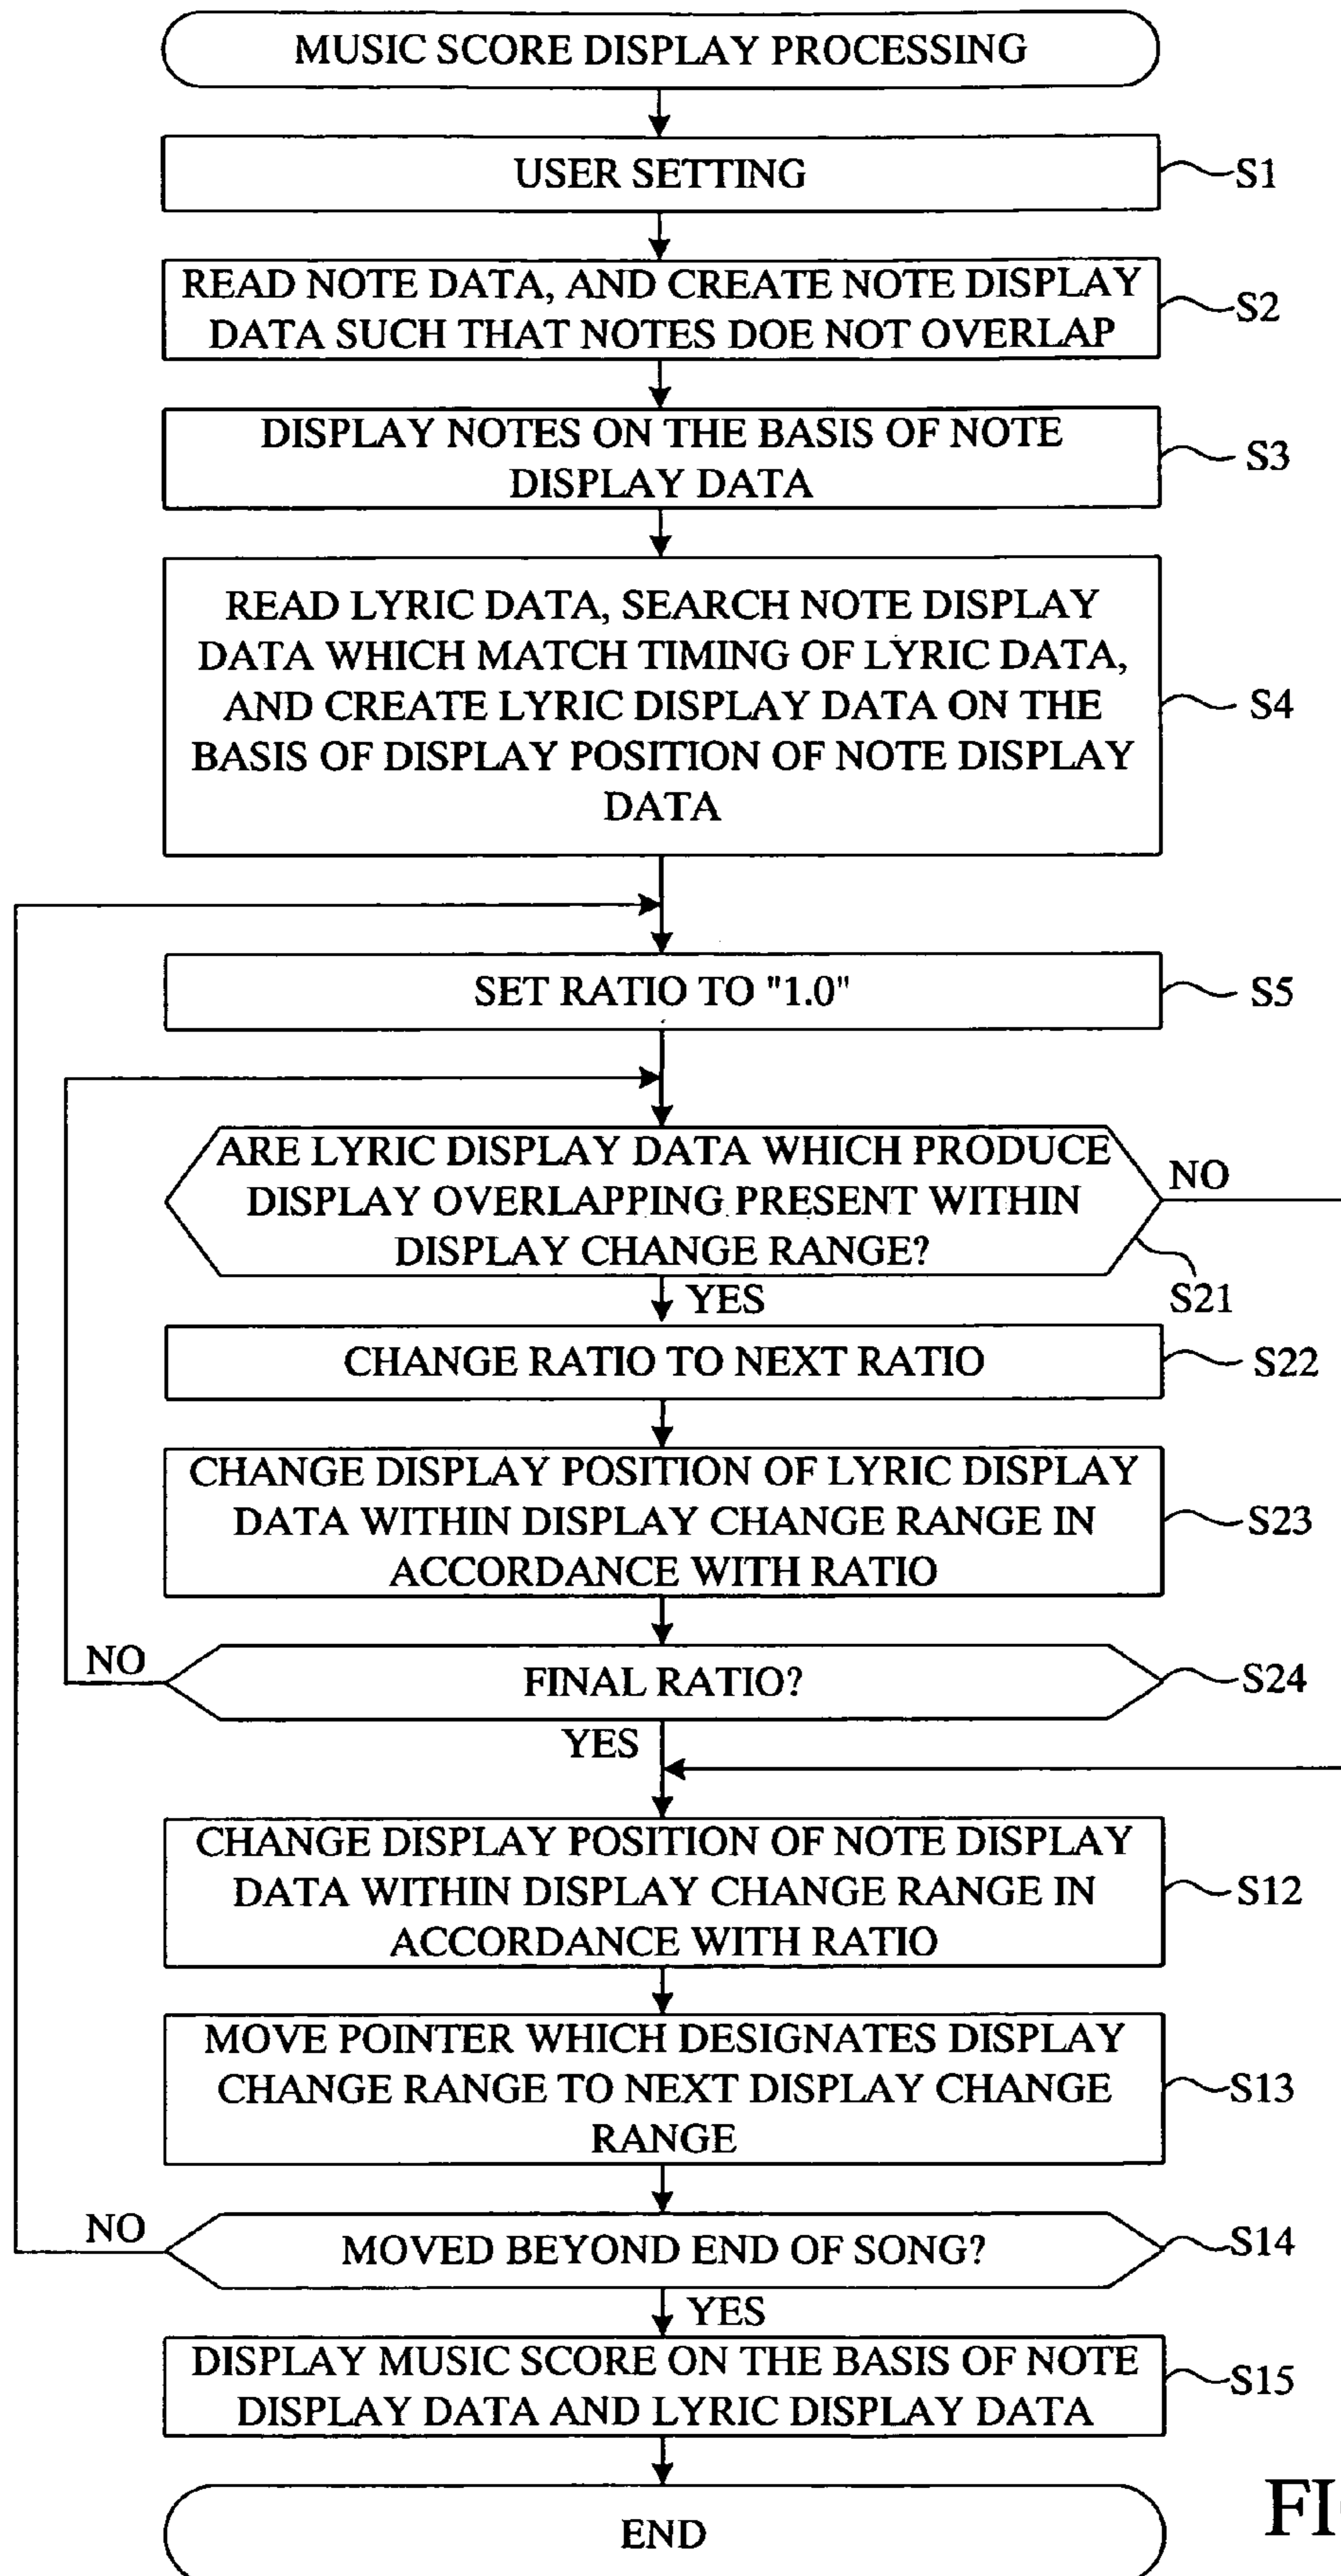 MUSIC SCORE DISPLAY PROCESSING
USER SETTING
S1
READ NOTE DATA, AND CREATE NOTE DISPLAY
DATA SUCH THAT NOTES DOE NOT OVERLAP
S2
DISPLAY NOTES ON THE BASIS OF NOTE
DISPLAY DATA
S3
READ LYRIC DATA, SEARCH NOTE DISPLAY
DATA WHICH MATCH TIMING OF LYRIC DATA,
AND CREATE LYRIC DISPLAY DATA ON THE
BASIS OF DISPLAY POSITION OF NOTE DISPLAY
DATA
S4
SET RATIO TO "1.0"
S5
ARE LYRIC DISPLAY DATA WHICH PRODUCE
DISPLAY OVERLAPPING PRESENT WITHIN
DISPLAY CHANGE RANGE?
NO
S21
YES
CHANGE RATIO TO NEXT RATIO
S22
CHANGE DISPLAY POSITION OF LYRIC DISPLAY
DATA WITHIN DISPLAY CHANGE RANGE IN
ACCORDANCE WITH RATIO
S23
NO
FINAL RATIO?
S24
YES
CHANGE DISPLAY POSITION OF NOTE DISPLAY
DATA WITHIN DISPLAY CHANGE RANGE IN
ACCORDANCE WITH RATIO
S12
MOVE POINTER WHICH DESIGNATES DISPLAY
CHANGE RANGE TO NEXT DISPLAY CHANGE
RANGE
S13
NO
MOVED BEYOND END OF SONG?
S14
YES
DISPLAY MUSIC SCORE ON THE BASIS OF NOTE
DISPLAY DATA AND LYRIC DISPLAY DATA
S15
END